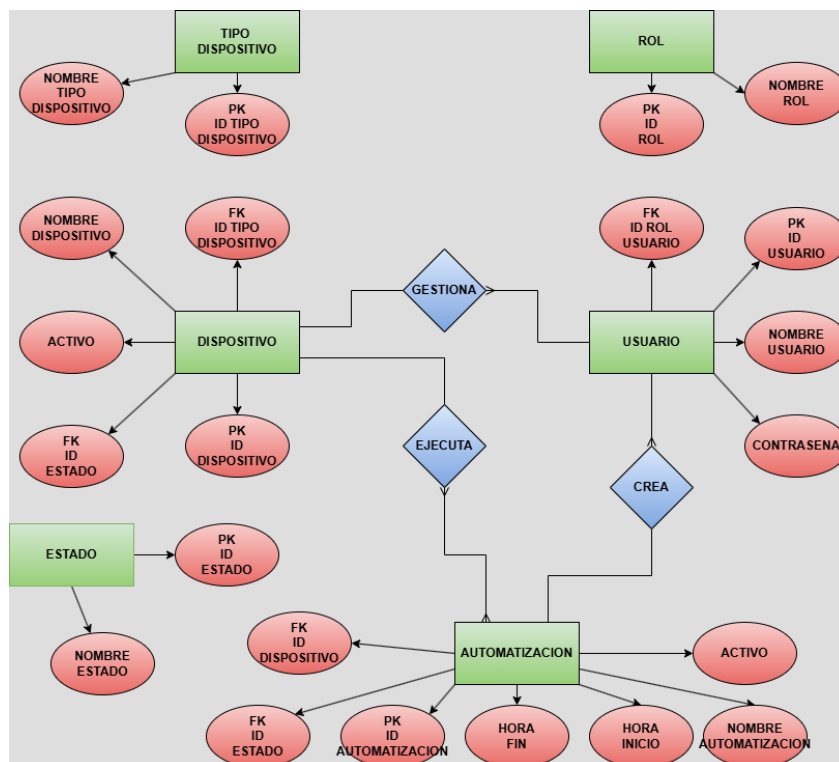 TIPO
DISPOSITIVO
ROL
NOMBRE
TIPO
DISPOSITIVO
PK
ID TIPO
DISPOSITIVO
PK
ID
ROL
NOMBRE
ROL
NOMBRE
DISPOSITIVO
FK
ID TIPO
DISPOSITIVO
FK
ID ROL
USUARIO
PK
ID
USUARIO
GESTIONA
ACTIVO
DISPOSITIVO
USUARIO
NOMBRE
USUARIO
FK
ID
ESTADO
PK
ID
DISPOSITIVO
EJECUTA
CREA
CONTRASENA
ESTADO
PK
ID
ESTADO
NOMBRE
ESTADO
FK
ID
DISPOSITIVO
AUTOMATIZACION
ACTIVO
FK
ID
ESTADO
PK
ID
AUTOMATIZACION
HORA
FIN
HORA
INICIO
NOMBRE
AUTOMATIZACION